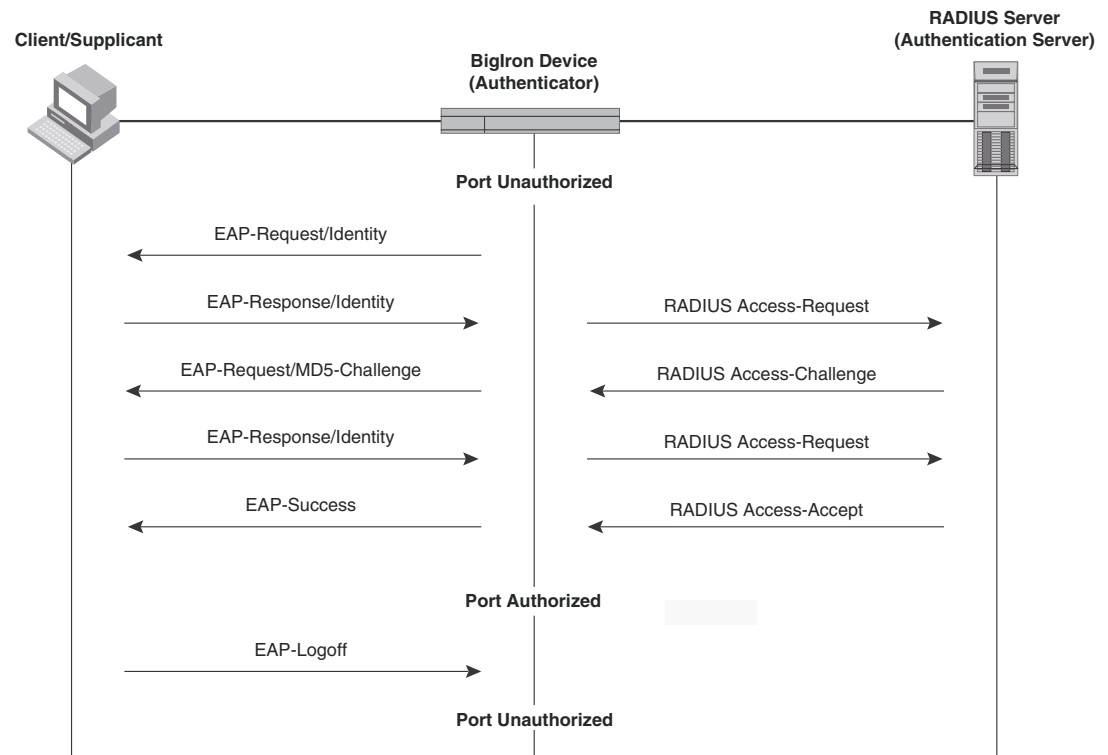 Client/Supplicant
BigIron Device
(Authenticator)
RADIUS Server
(Authentication Server)
Port Unauthorized
EAP-Request/Identity
EAP-Response/Identity
RADIUS Access-Request
EAP-Request/MD5-Challenge
RADIUS Access-Challenge
EAP-Response/Identity
RADIUS Access-Request
EAP-Success
RADIUS Access-Accept
Port Authorized
EAP-Logoff
Port Unauthorized